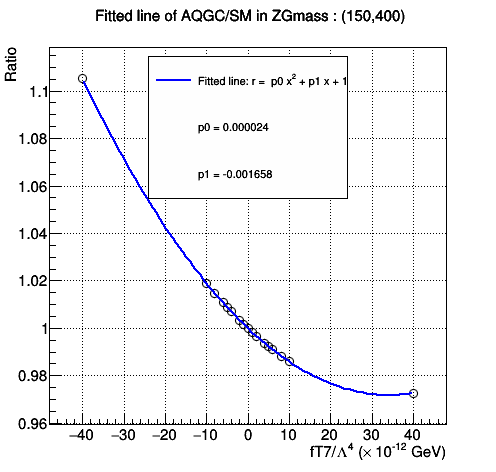 Fitted line of AQGC/SM in ZGmass : (150,400)
Ratio
Fitted line: r = p0 x² + p1 x + 1
p0 = 0.000024
p1 = -0.001658
1.1
1.08
1.06
1.04
1.02
1
0.98
0.96
−40 −30 −20 −10 0 10 20 30 40
fT7/Λ⁴ (× 10⁻¹² GeV)